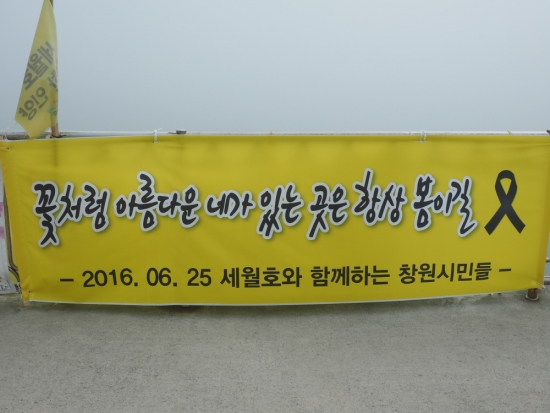 꽃처럼 아름다운 네가 있는 곳은 항상 봄이길
- 2016. 06. 25 세월호와 함께하는 창원시민들 -